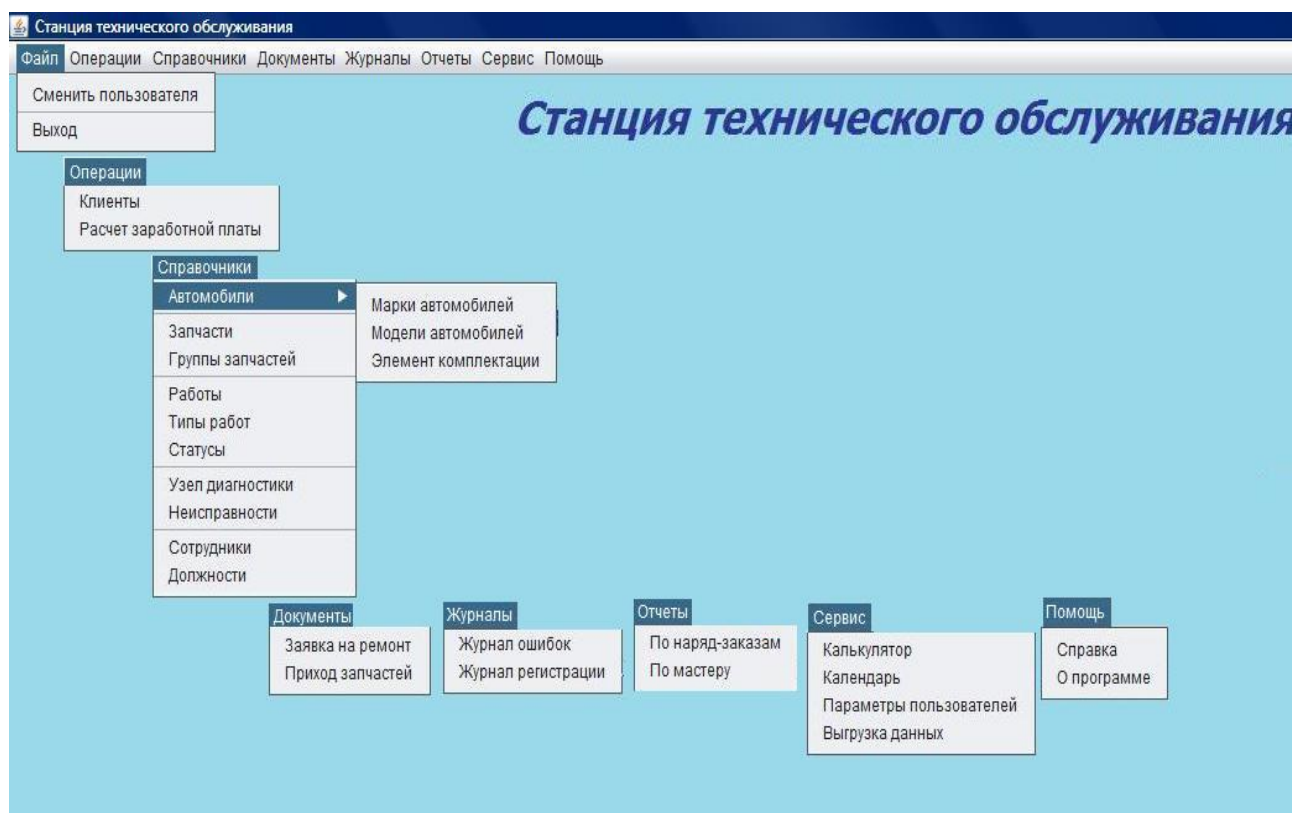 Станция технического обслуживания
Файл Операции Справочники Документы Журналы Отчеты Сервис Помощь
Сменить пользователя
Выход
Станция технического обслуживания
Операции
Клиенты
Расчет заработной платы
Справочники
Автомобили
Марки автомобилей
Модели автомобилей
Элемент комплектации
Запчасти
Группы запчастей
Работы
Типы работ
Статусы
Узел диагностики
Неисправности
Сотрудники
Должности
Документы
Заявка на ремонт
Приход запчастей
Журналы
Журнал ошибок
Журнал регистрации
Отчеты
По наряд-заказам
По мастеру
Сервис
Калькулятор
Календарь
Параметры пользователей
Выгрузка данных
Помощь
Справка
О программе